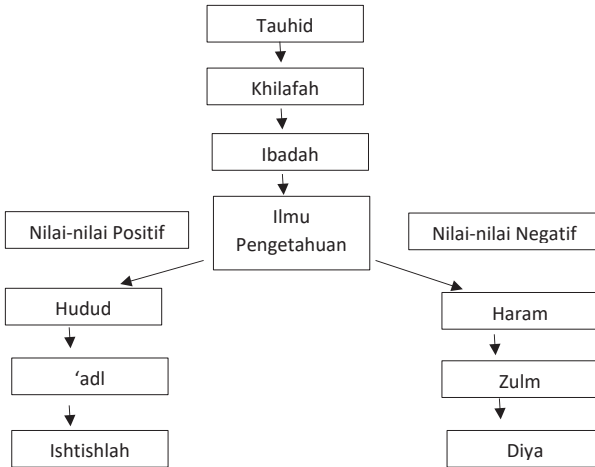 Tauhid
Khilafah
Ibadah
Ilmu
Pengetahuan
Nilai-nilai Positif
Nilai-nilai Negatif
Hudud
Haram
‘adl
Zulm
Ishtishlah
Diya